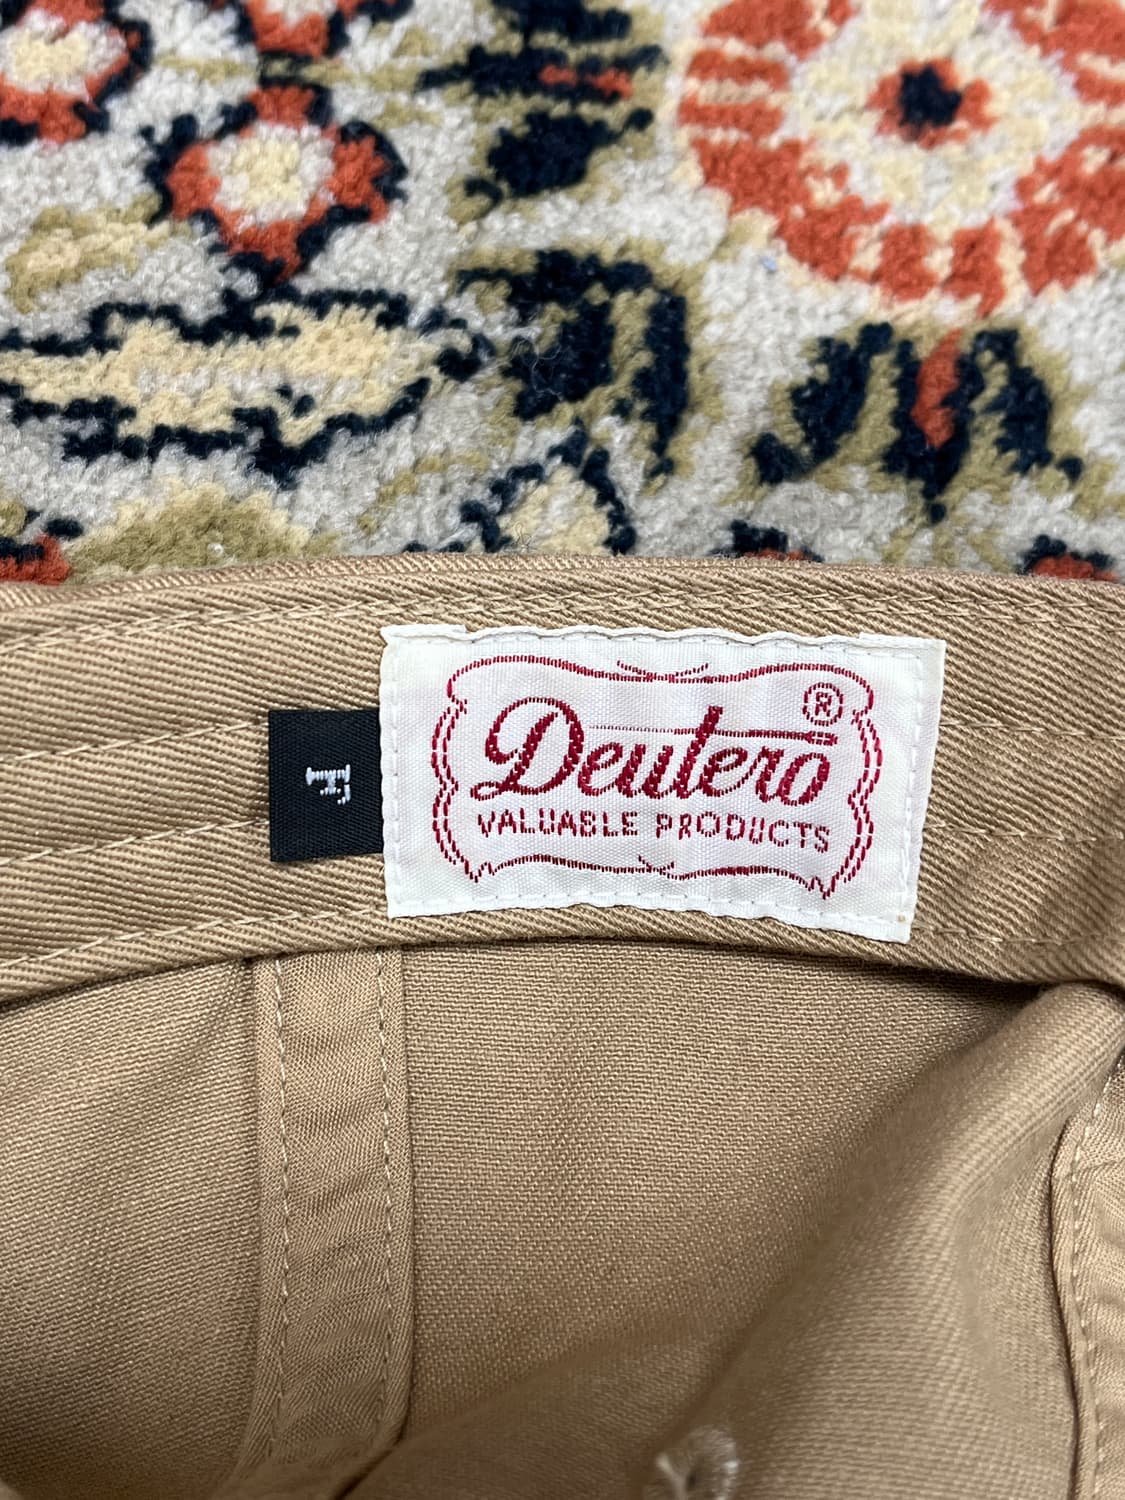 F
Deutero ®
VALUABLE PRODUCTS